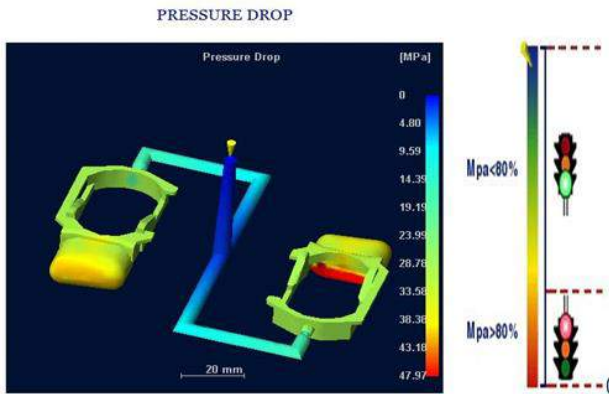 PRESSURE DROP
Pressure Drop
[MPa]
0
4.80
9.59
14.39
19.19
23.99
28.78
33.58
38.38
43.18
47.97
20 mm
Mpa<80%
Mpa>80%
(